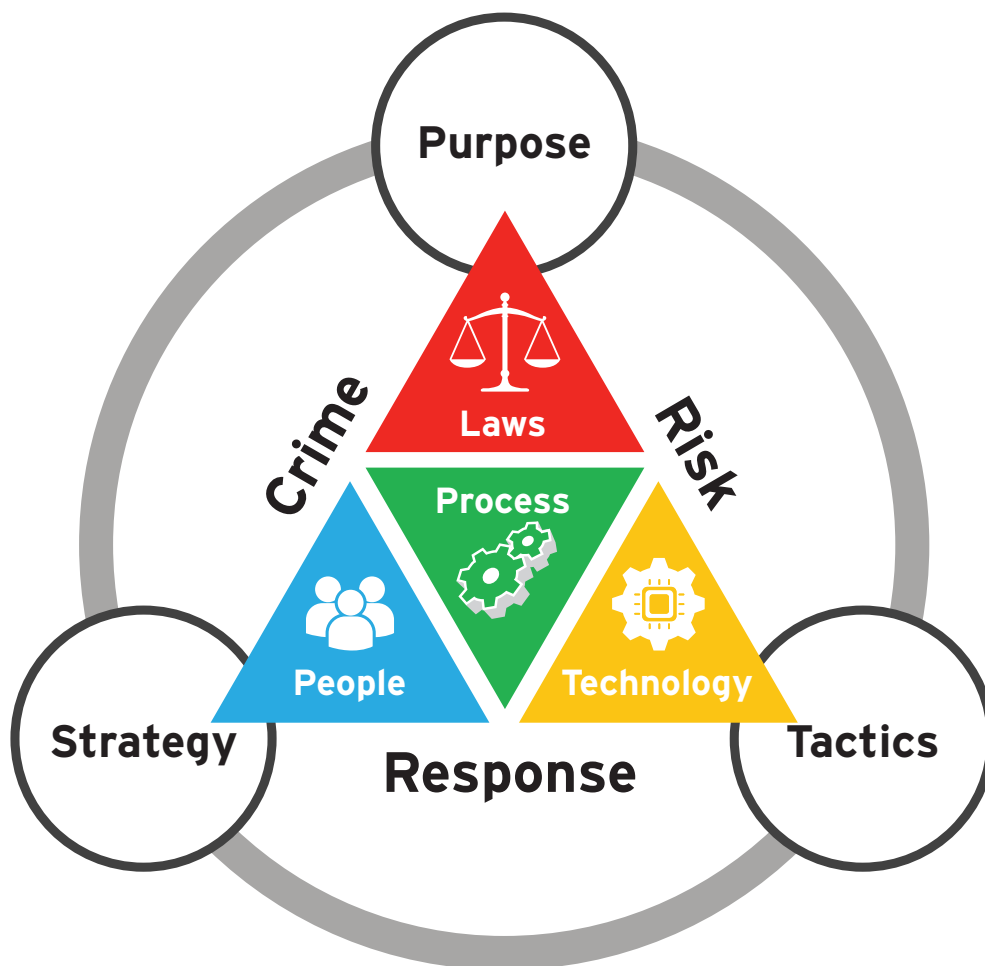 Purpose
Laws
Crime
Risk
Process
People
Technology
Strategy
Tactics
Response